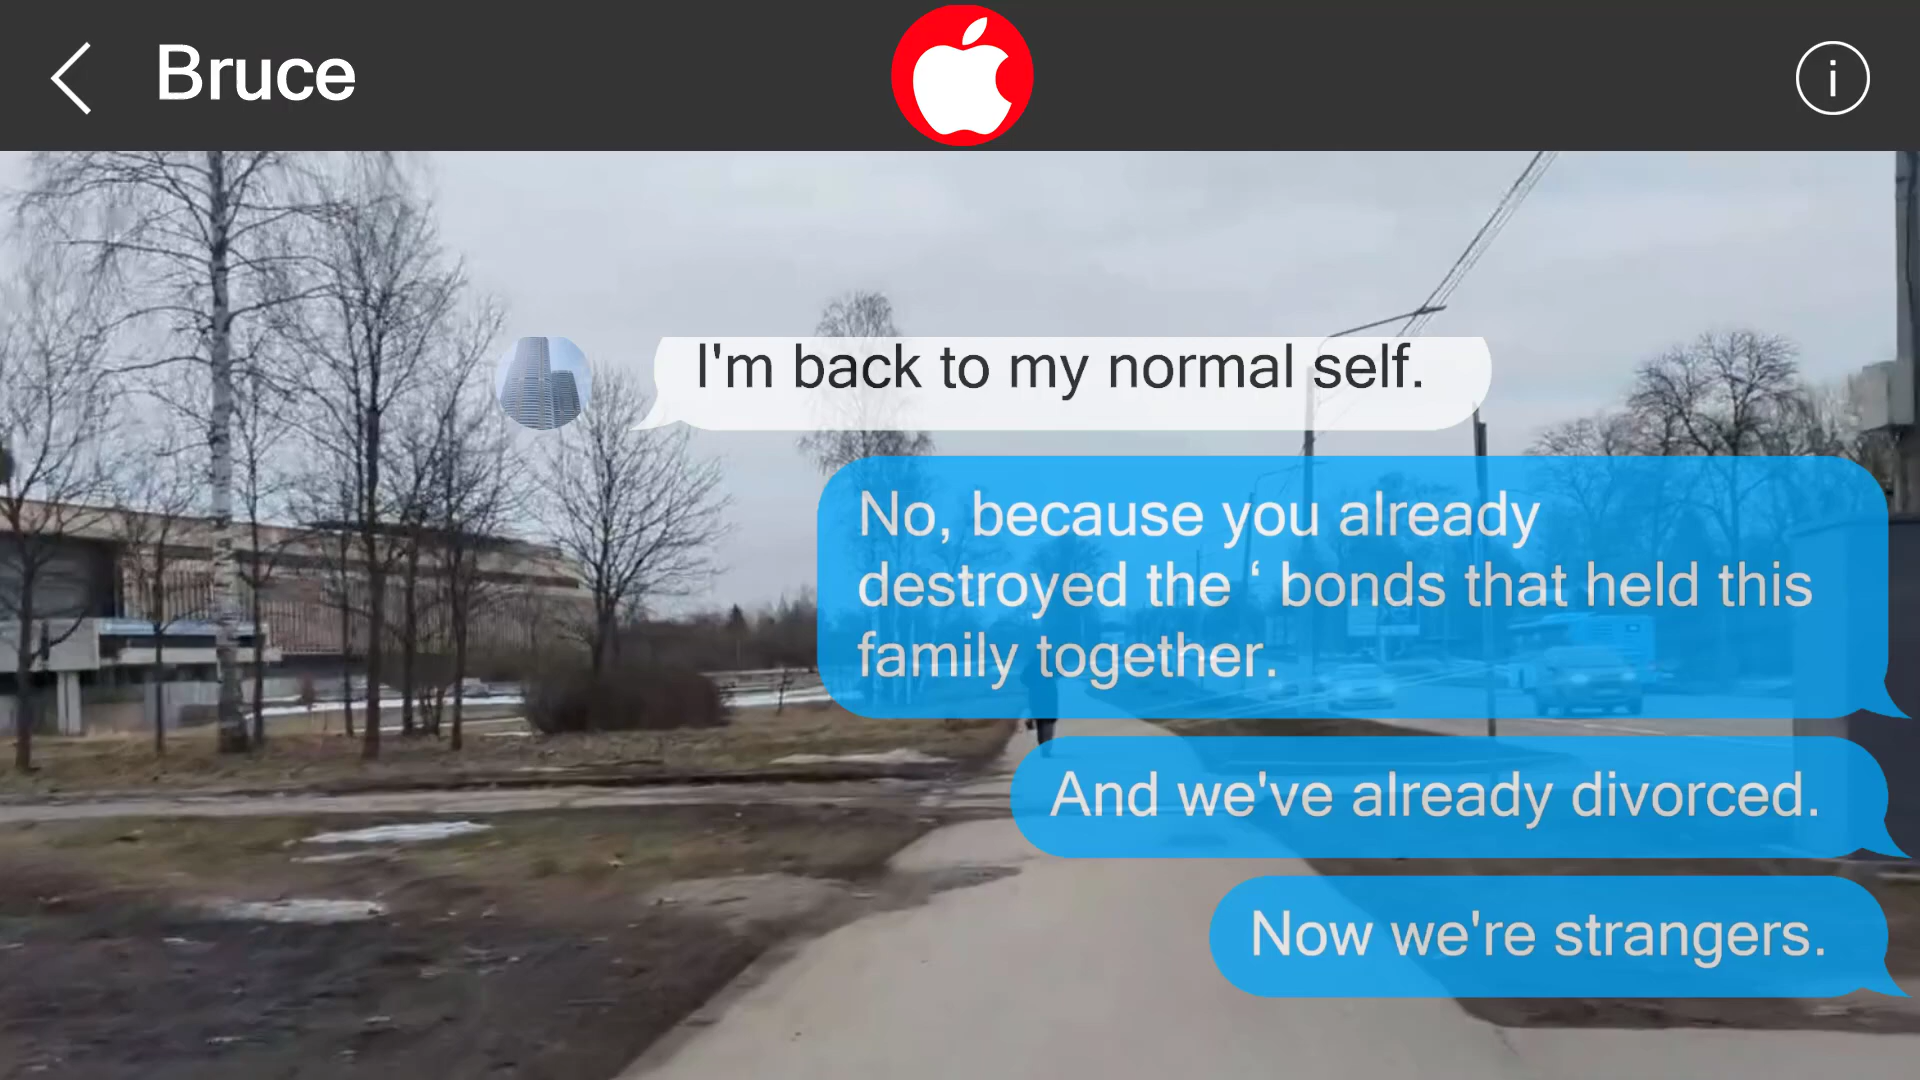 Bruce
i
I'm back to my normal self.
No, because you already
destroyed the ‘ bonds that held this
family together.
And we've already divorced.
Now we're strangers.